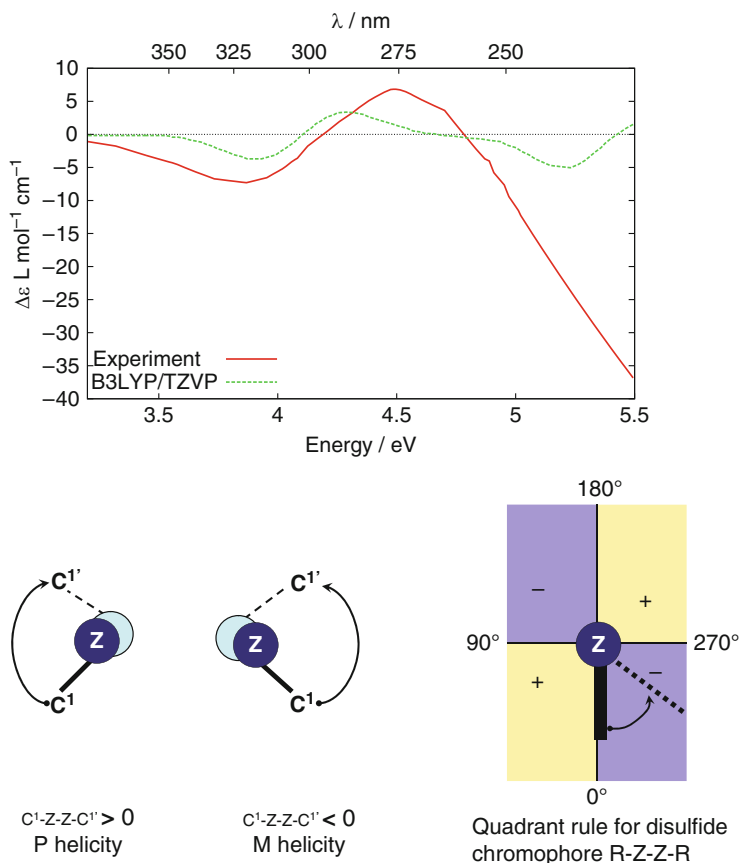 λ / nm
350 325 300 275 250
10
5
0
−5
−10
−15
−20
−25
−30
−35
−40
Δε L mol⁻¹ cm⁻¹
Experiment
B3LYP/TZVP
3.5 4 4.5 5 5.5
Energy / eV
C1' C1'
Z Z
C1 C1
C1-Z-Z-C1' > 0 C1-Z-Z-C1' < 0
P helicity M helicity
180°
− +
90° Z 270°
+ −
0°
Quadrant rule for disulfide
chromophore R-Z-Z-R